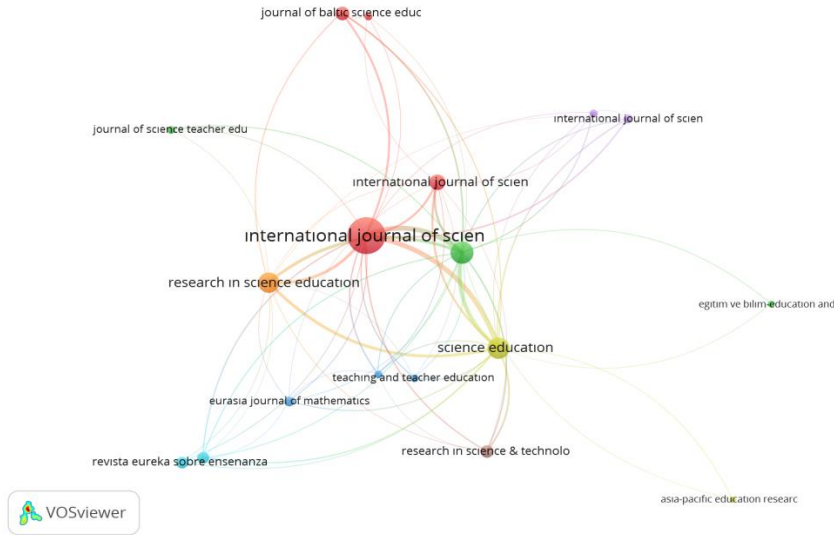 journal of baltic science educ
international journal of scien
journal of science teacher edu
international journal of scien
international journal of scien
research in science education
egitim ve bilim-education and
science education
teaching and teacher education
eurasia journal of mathematics
research in science & technolo
revista eureka sobre ensenanza
asia-pacific education researc
VOSviewer